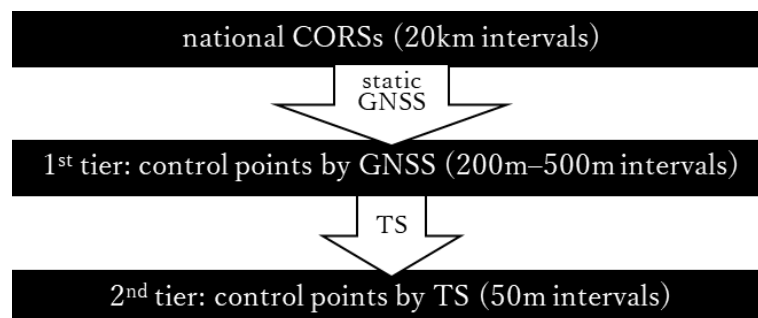 national CORSs (20km intervals)
static
GNSS
1st tier: control points by GNSS (200m–500m intervals)
TS
2nd tier: control points by TS (50m intervals)